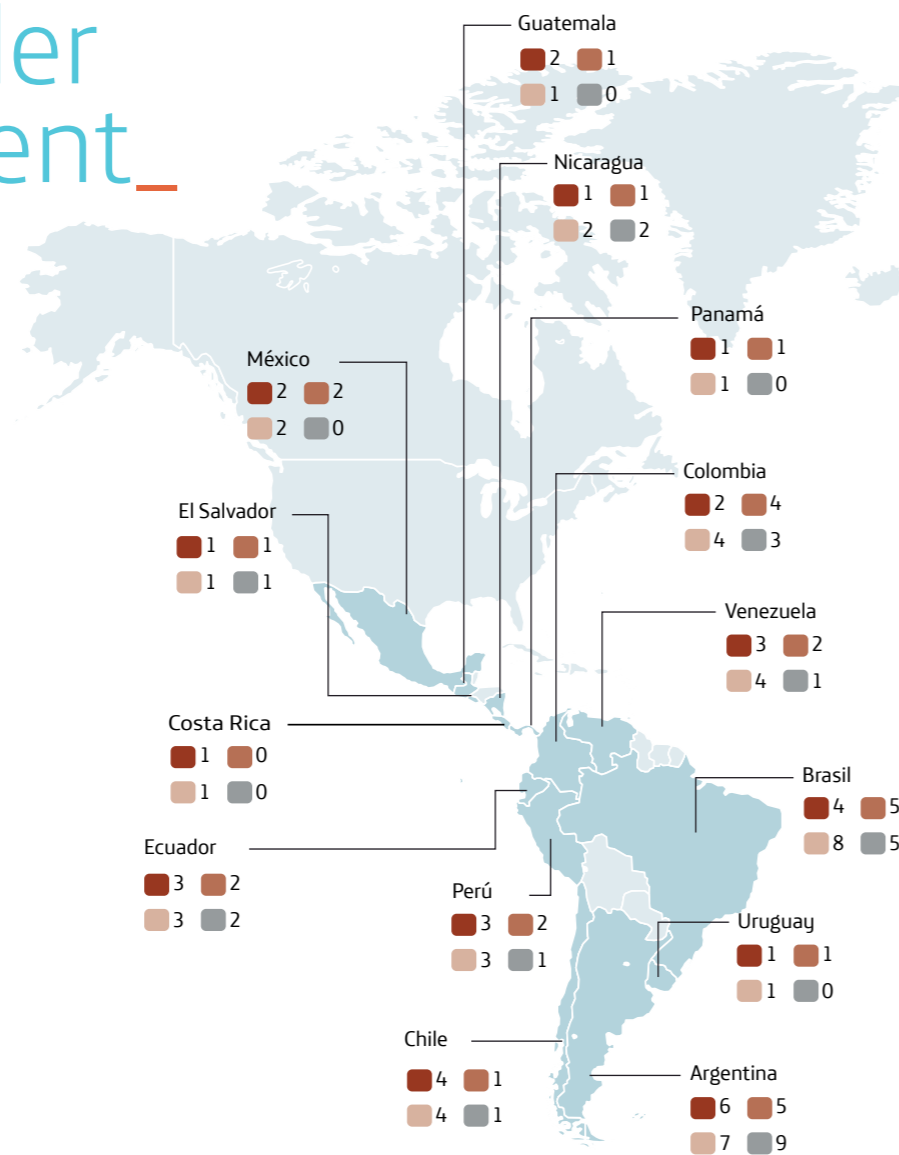 ler
ent_
Guatemala
2 1
1 0
Nicaragua
1 1
2 2
Panamá
1 1
1 0
México
2 2
2 0
Colombia
2 4
4 3
El Salvador
1 1
1 1
Venezuela
3 2
4 1
Costa Rica
1 0
1 0
Brasil
4 5
8 5
Ecuador
3 2
3 2
Perú
3 2
3 1
Uruguay
1 1
1 0
Chile
4 1
4 1
Argentina
6 5
7 9